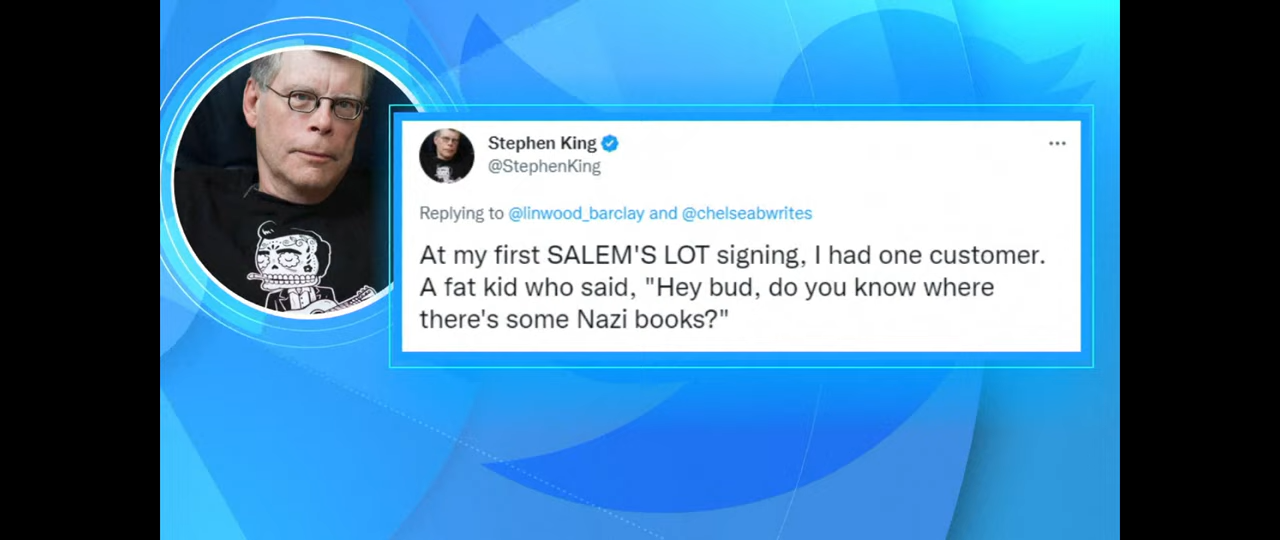 Stephen King
@StephenKing
Replying to @linwood_barclay and @chelseabwrites
At my first SALEM'S LOT signing, I had one customer.
A fat kid who said, "Hey bud, do you know where
there's some Nazi books?"